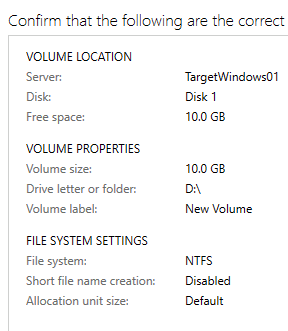 Confirm that the following are the correct
VOLUME LOCATION
Server: TargetWindows01
Disk: Disk 1
Free space: 10.0 GB
VOLUME PROPERTIES
Volume size: 10.0 GB
Drive letter or folder: D:\
Volume label: New Volume
FILE SYSTEM SETTINGS
File system: NTFS
Short file name creation: Disabled
Allocation unit size: Default